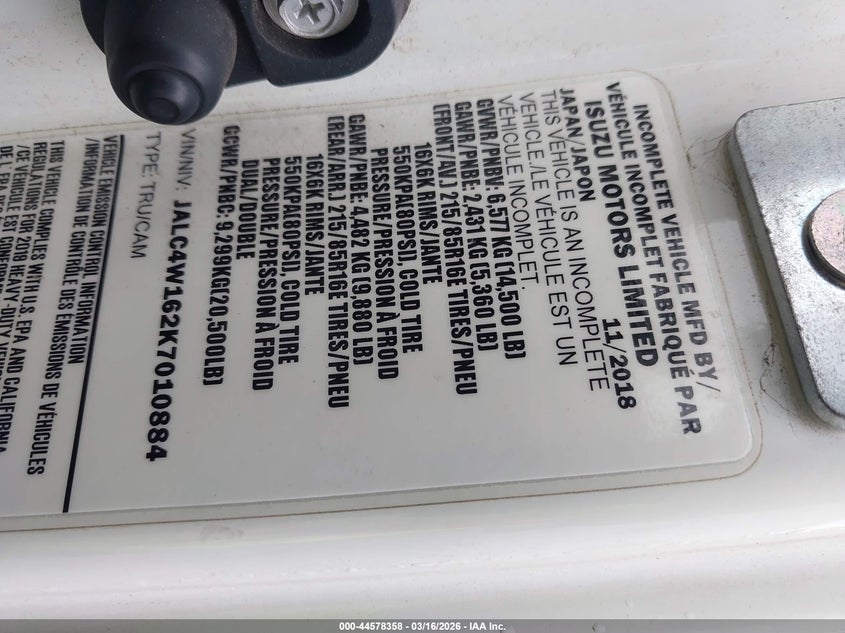 INCOMPLETE VEHICLE MFD BY/
VÉHICULE INCOMPLET FABRIQUÉ PAR
ISUZU MOTORS LIMITED
JAPAN/JAPON 11/2018
THIS VEHICLE IS AN INCOMPLETE
VEHICLE /LE VÉHICULE EST UN
VÉHICULE INCOMPLET.
GVWR/PNBV: 6,577 KG (14,500 LB)
GAWR/PNBE: 2,431 KG (5,360 LB)
(FRONT/AV.) 215/85R16E TIRES/PNEU
16X6K RIMS/JANTE
550KPA(80PSI), COLD TIRE
PRESSURE/PRESSION À FROID
GAWR/PNBE: 4,482 KG (9,880 LB)
(REAR/ARR.) 215/85R16E TIRES/PNEU
16X6K RIMS/JANTE
550KPA(80PSI), COLD TIRE
PRESSURE/PRESSION À FROID
DUAL/DOUBLE
GCWR/PNBC: 9,299KG(20,500LB)
VIN/NIV: JALC4W162K7010884
TYPE: TRU/CAM
VEHICLE EMISSION CONTROL INFORMATION
/INFORMATION DE CONTRÔLE DES ÉMISSIONS DE VÉHICULES
THIS VEHICLE COMPLIES WITH U.S. EPA AND CALIFORNIA
REGULATIONS FOR 2018 HEAVY-DUTY
/CE VÉHICULE EST CONFORME
000-44578358 - 03/16/2026 - IAA Inc.